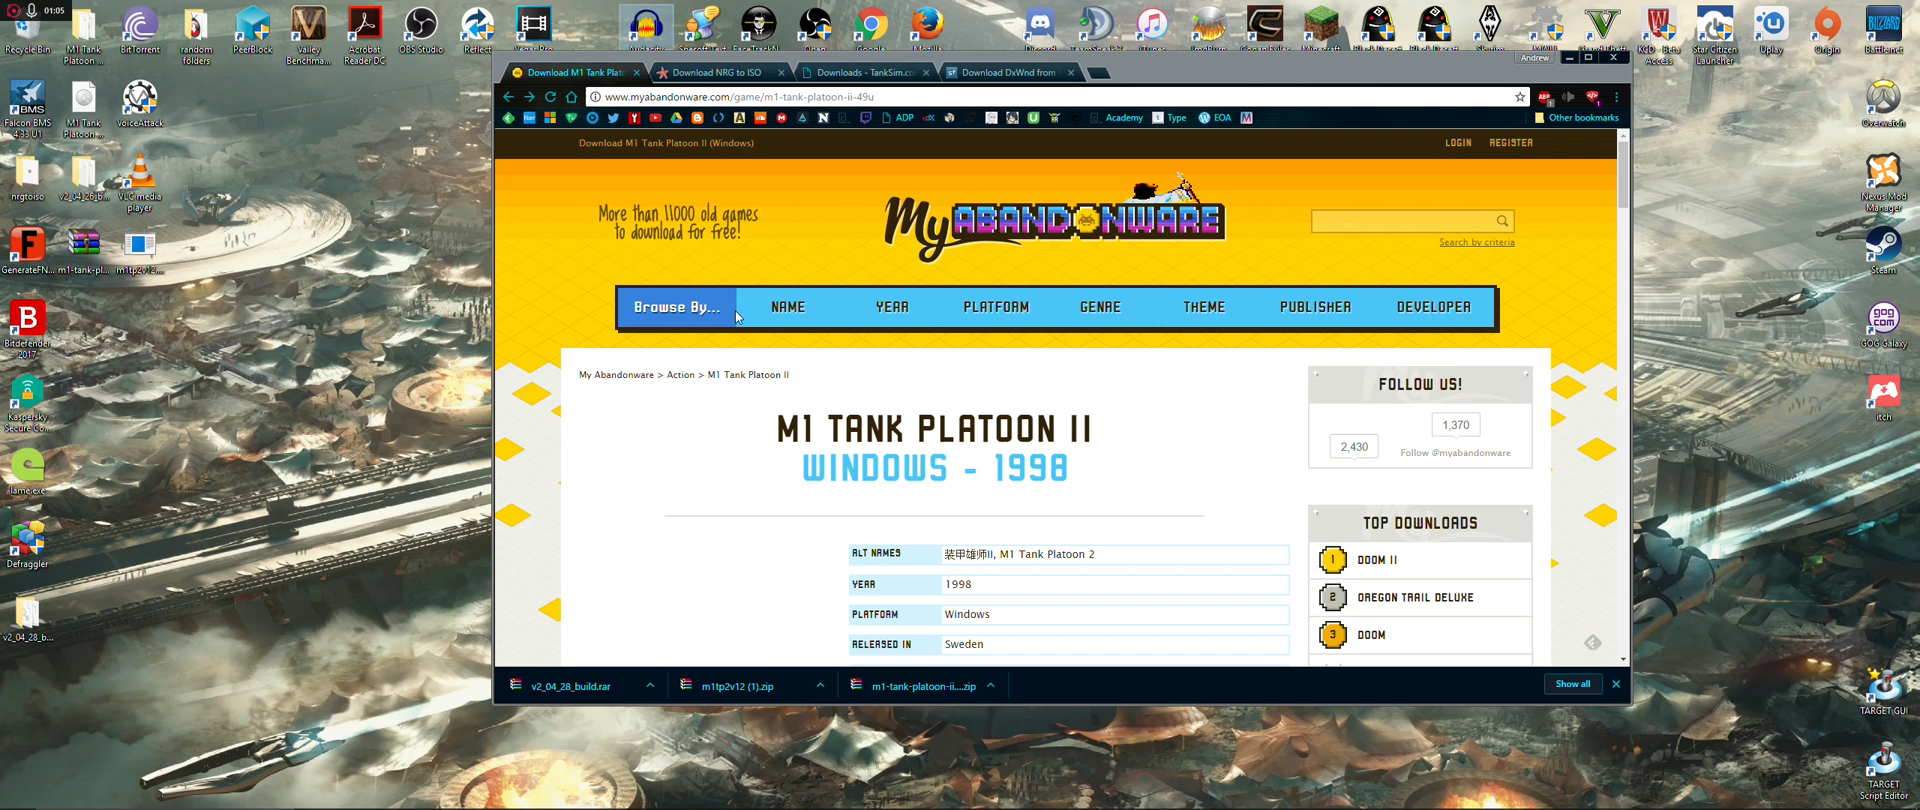 01:05
Recycle Bin
M1 Tank Platoon ...
BitTorrent
random folders
PeerBlock
Valley Benchma...
Acrobat Reader DC
OBS Studio
Reflect
KQD - Beta Access
Star Citizen Launcher
Uplay
Origin
Battle.net
Falcon BMS 4.33 U1
M1 Tank Platoon ...
VoiceAttack
nrgtoiso
v2_04_26_b...
VLC media player
GenerateFN...
m1-tank-pl...
m1tp2v12...
Bitdefender 2017
Kaspersky Secure Co...
lame.exe
Defraggler
v2_04_28_b...
Overwatch
Nexus Mod Manager
Steam
gog com
GOG Galaxy
itch
TARGET GUI
TARGET Script Editor
Andrew
Download M1 Tank Plato
Download NRG to ISO
Downloads - TankSim.co
Download DxWnd from
www.myabandonware.com/game/m1-tank-platoon-ii-49u
ADP
Academy
Type
EOA
Other bookmarks
Download M1 Tank Platoon II (Windows)
LOGIN
REGISTER
More than 11000 old games
to download for free!
My ABANDONWARE
Search by criteria
Browse By...
NAME
YEAR
PLATFORM
GENRE
THEME
PUBLISHER
DEVELOPER
My Abandonware > Action > M1 Tank Platoon II
M1 TANK PLATOON II
WINDOWS - 1998
ALT NAMES
装甲雄师II, M1 Tank Platoon 2
YEAR
1998
PLATFORM
Windows
RELEASED IN
Sweden
FOLLOW US!
2,430
1,370
Follow @myabandonware
TOP DOWNLOADS
1
DOOM II
2
OREGON TRAIL DELUXE
3
DOOM
v2_04_28_build.rar
m1tp2v12 (1).zip
m1-tank-platoon-ii....zip
Show all